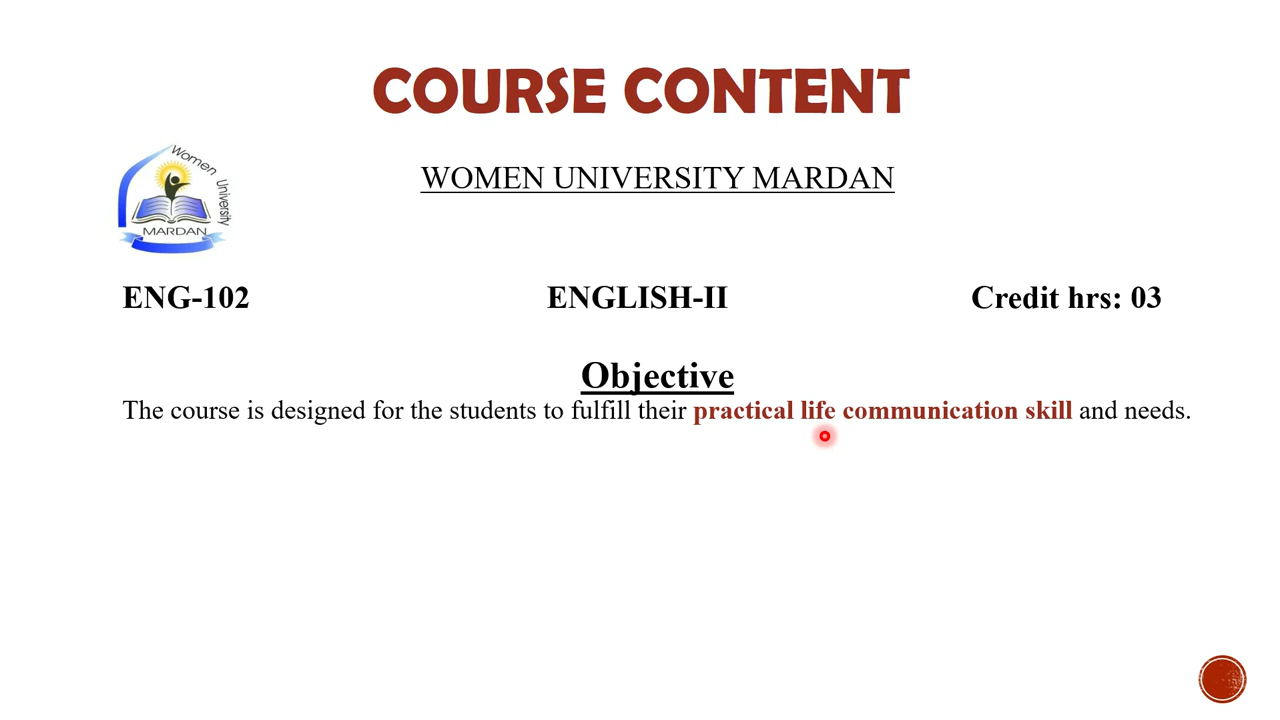 COURSE CONTENT
Women University
MARDAN
WOMEN UNIVERSITY MARDAN
ENG-102 ENGLISH-II Credit hrs: 03
Objective
The course is designed for the students to fulfill their practical life communication skill and needs.